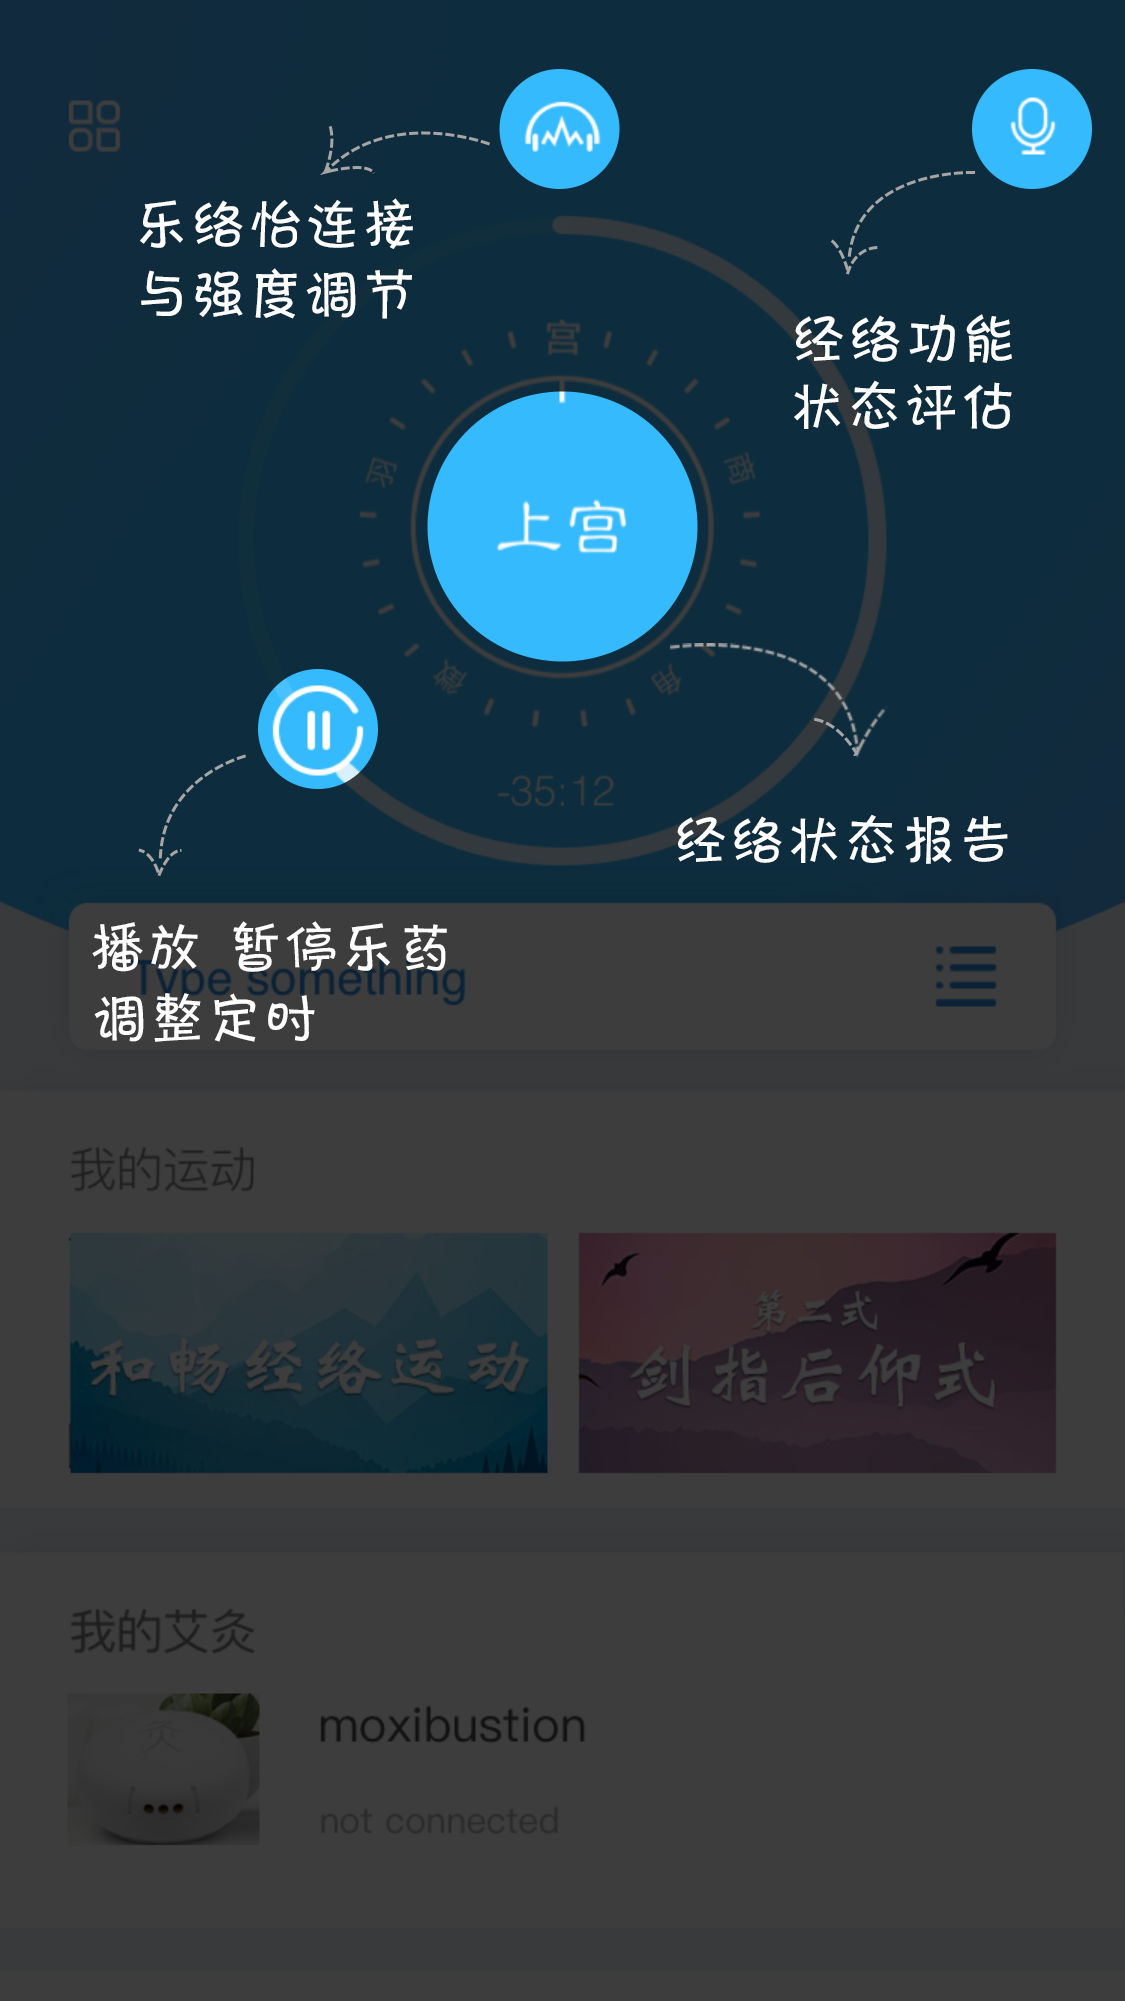 乐络怡连接
与强度调节
经络功能
状态评估
宫
商
角
徵
羽
上宫
-35:12
经络状态报告
播放 暂停乐药
调整定时
Type something
我的运动
和畅经络运动
第二式
剑指后仰式
我的艾灸
灸
moxibustion
not connected